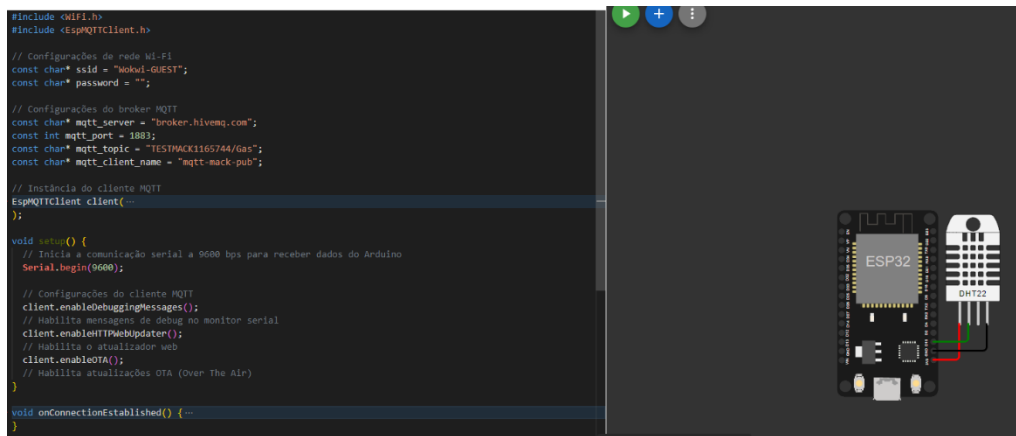 #include <WiFi.h>
#include <EspMQTTClient.h>
// Configurações de rede Wi-Fi
const char* ssid = "Wokwi-GUEST";
const char* password = "";
// Configurações do broker MQTT
const char* mqtt_server = "broker.hivemq.com";
const int mqtt_port = 1883;
const char* mqtt_topic = "TESTMACK1165744/Gas";
const char* mqtt_client_name = "mqtt-mack-pub";
// Instância do cliente MQTT
EspMQTTClient client(…
);
void setup() {
// Inicia a comunicação serial a 9600 bps para receber dados do Arduino
Serial.begin(9600);
// Configurações do cliente MQTT
client.enableDebuggingMessages();
// Habilita mensagens de debug no monitor serial
client.enableHTTPWebUpdater();
// Habilita o atualizador web
client.enableOTA();
// Habilita atualizações OTA (Over The Air)
}
void onConnectionEstablished() {…
}
ESP32
DHT22